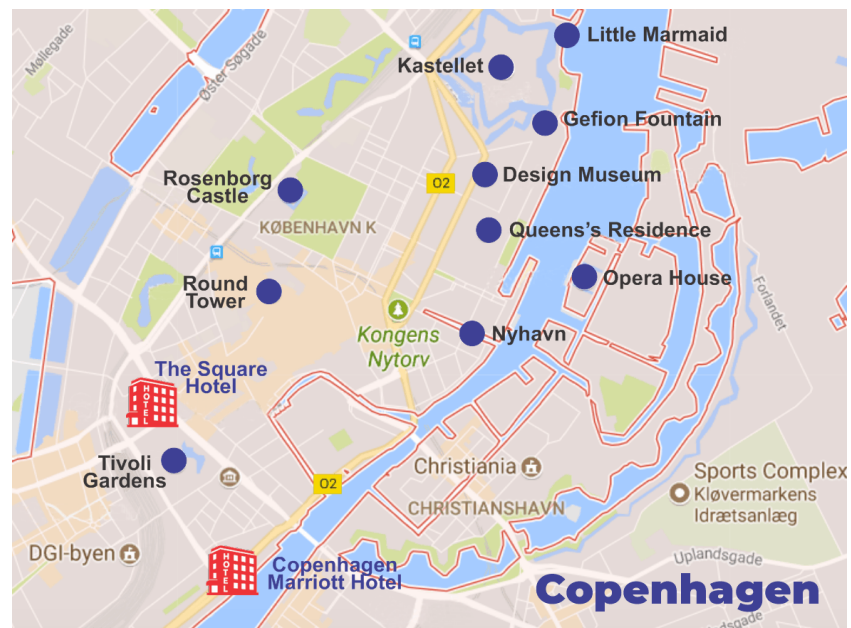 Møllegade
Øster Søgade
Little Marmaid
Kastellet
Gefion Fountain
Rosenborg
Castle
O2
Design Museum
KØBENHAVN K
Queens's Residence
Round
Tower
Opera House
Forlandet
Kongens
Nytorv
Nyhavn
The Square
Hotel
HOTEL
Tivoli
Gardens
Christiania
Sports Complex
Kløvermarkens
Idrætsanlæg
O2
CHRISTIANSHAVN
DGI-byen
HOTEL
Copenhagen
Marriott Hotel
Uplandsgade
Copenhagen